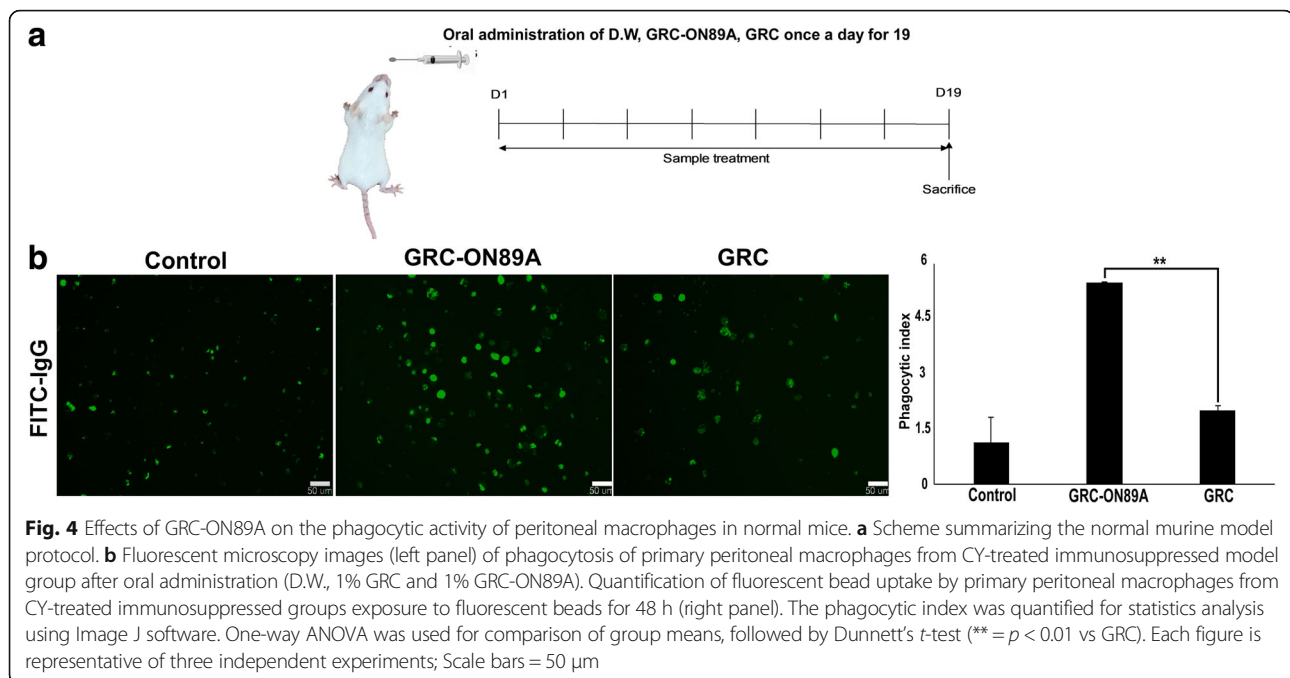 a
Oral administration of D.W, GRC-ON89A, GRC once a day for 19
D1
D19
Sample treatment
Sacrifice
b
Control
GRC-ON89A
GRC
FITC-IgG
50 um
50 um
50 um
Phagocytic index
6
4.5
3
1.5
0
**
Control
GRC-ON89A
GRC
Fig. 4 Effects of GRC-ON89A on the phagocytic activity of peritoneal macrophages in normal mice. a Scheme summarizing the normal murine model
protocol. b Fluorescent microscopy images (left panel) of phagocytosis of primary peritoneal macrophages from CY-treated immunosuppressed model
group after oral administration (D.W., 1% GRC and 1% GRC-ON89A). Quantification of fluorescent bead uptake by primary peritoneal macrophages from
CY-treated immunosuppressed groups exposure to fluorescent beads for 48 h (right panel). The phagocytic index was quantified for statistics analysis
using Image J software. One-way ANOVA was used for comparison of group means, followed by Dunnett's t-test (** = p < 0.01 vs GRC). Each figure is
representative of three independent experiments; Scale bars = 50 μm